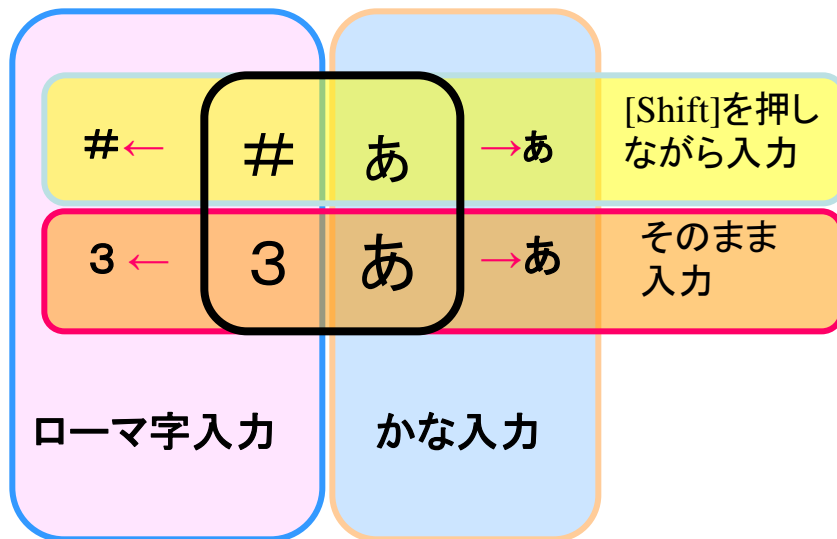 #← # ぁ →ぁ [Shift]を押し
ながら入力
3← 3 あ →あ そのまま
入力
ローマ字入力 かな入力